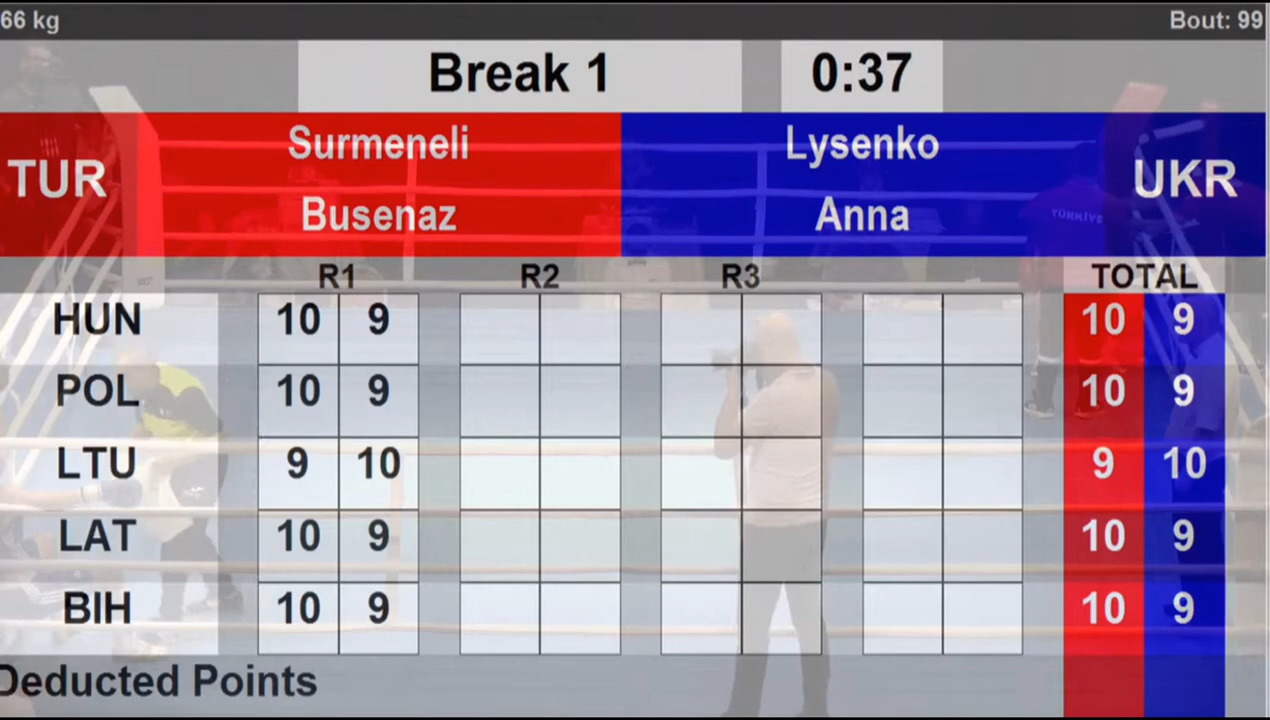 66 kg Bout: 99
Break 1 0:37
TUR Surmeneli Busenaz Lysenko Anna UKR
TÜRKİYE
R1 R2 R3 TOTAL
HUN 10 9 10 9
POL 10 9 10 9
LTU 9 10 9 10
LAT 10 9 10 9
BIH 10 9 10 9
Deducted Points